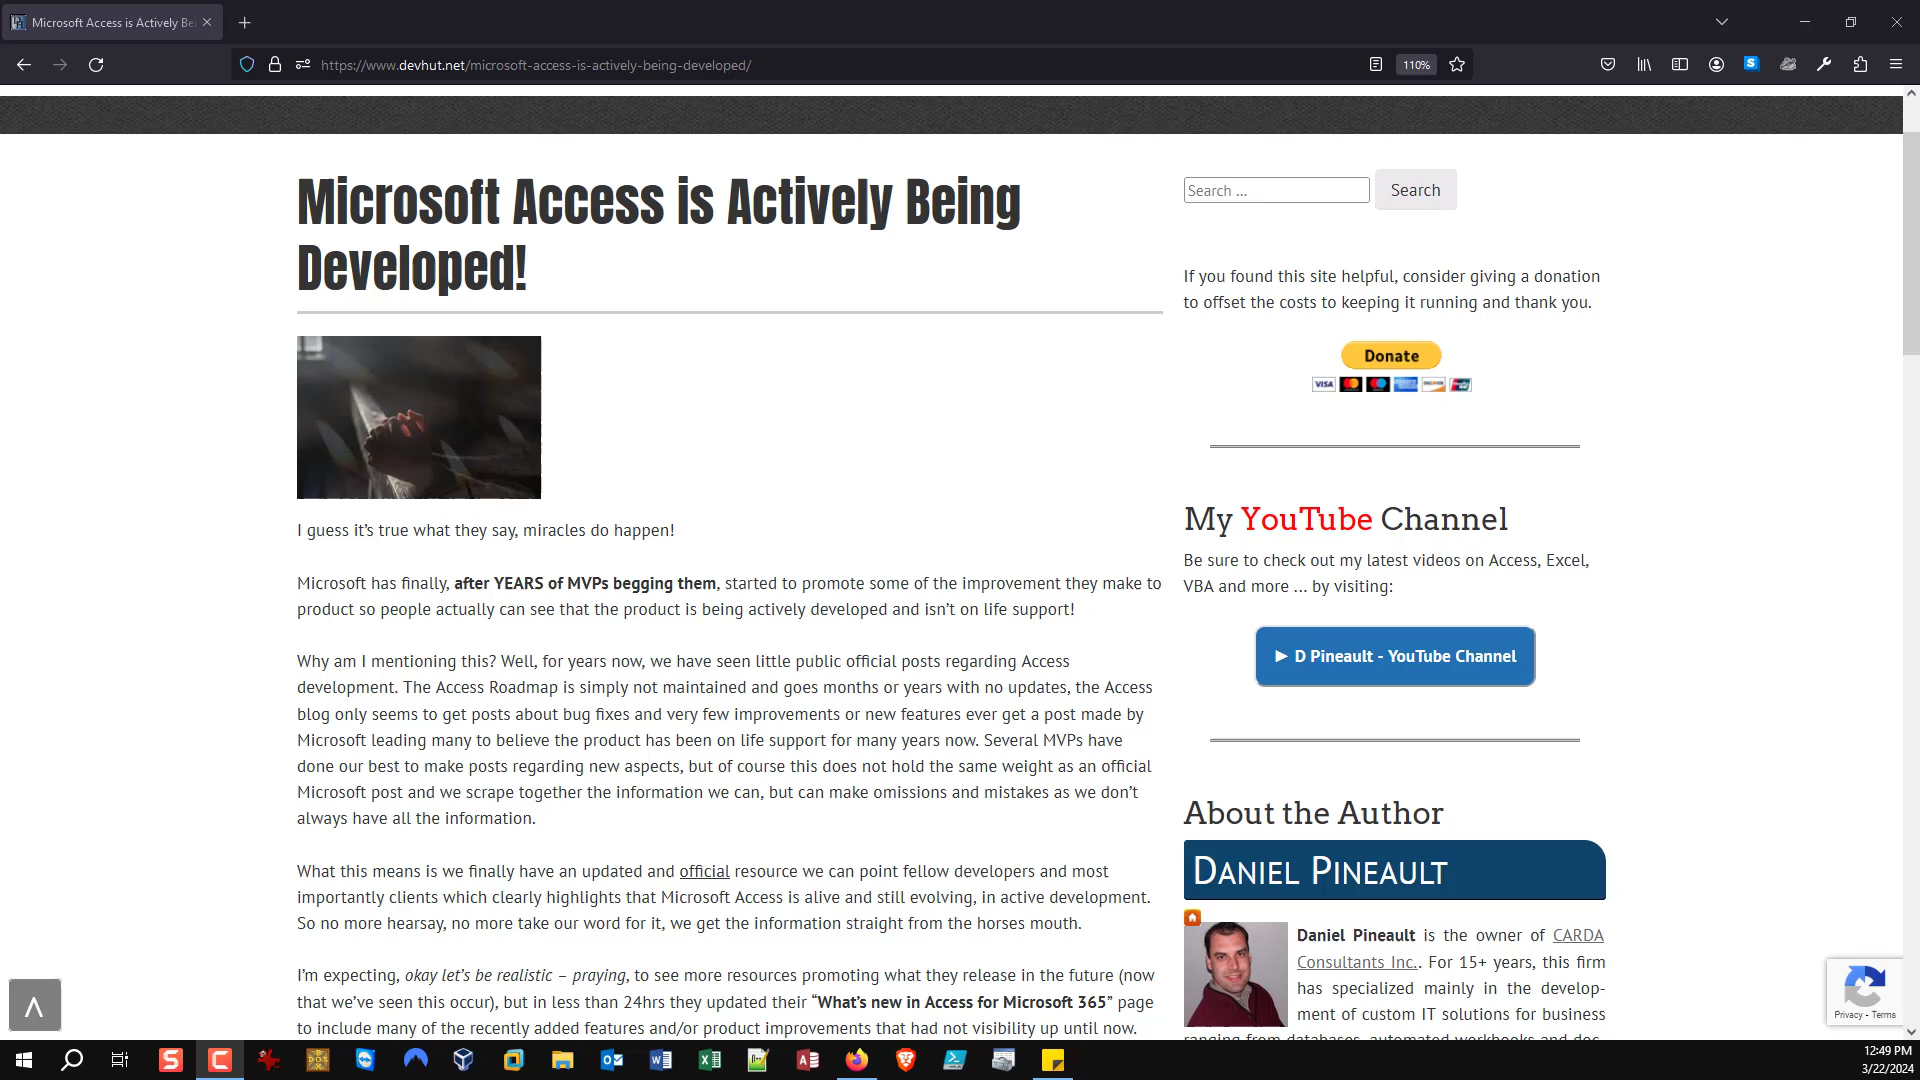 Microsoft Access is Actively Be
https://www.devhut.net/microsoft-access-is-actively-being-developed/
110%
Microsoft Access is Actively Being
Developed!
I guess it’s true what they say, miracles do happen!
Microsoft has finally, after YEARS of MVPs begging them, started to promote some of the improvement they make to
product so people actually can see that the product is being actively developed and isn’t on life support!
Why am I mentioning this? Well, for years now, we have seen little public official posts regarding Access
development. The Access Roadmap is simply not maintained and goes months or years with no updates, the Access
blog only seems to get posts about bug fixes and very few improvements or new features ever get a post made by
Microsoft leading many to believe the product has been on life support for many years now. Several MVPs have
done our best to make posts regarding new aspects, but of course this does not hold the same weight as an official
Microsoft post and we scrape together the information we can, but can make omissions and mistakes as we don’t
always have all the information.
What this means is we finally have an updated and official resource we can point fellow developers and most
importantly clients which clearly highlights that Microsoft Access is alive and still evolving, in active development.
So no more hearsay, no more take our word for it, we get the information straight from the horses mouth.
I’m expecting, okay let’s be realistic – praying, to see more resources promoting what they release in the future (now
that we’ve seen this occur), but in less than 24hrs they updated their “What’s new in Access for Microsoft 365” page
to include many of the recently added features and/or product improvements that had not visibility up until now.
Search ...
Search
If you found this site helpful, consider giving a donation
to offset the costs to keeping it running and thank you.
Donate
VISA
My YouTube Channel
Be sure to check out my latest videos on Access, Excel,
VBA and more ... by visiting:
► D Pineault - YouTube Channel
About the Author
DANIEL PINEAULT
Daniel Pineault is the owner of CARDA
Consultants Inc.. For 15+ years, this firm
has specialized mainly in the develop-
ment of custom IT solutions for business
ranging from databases, automated workbooks and doc-
Privacy - Terms
12:49 PM
3/22/2024